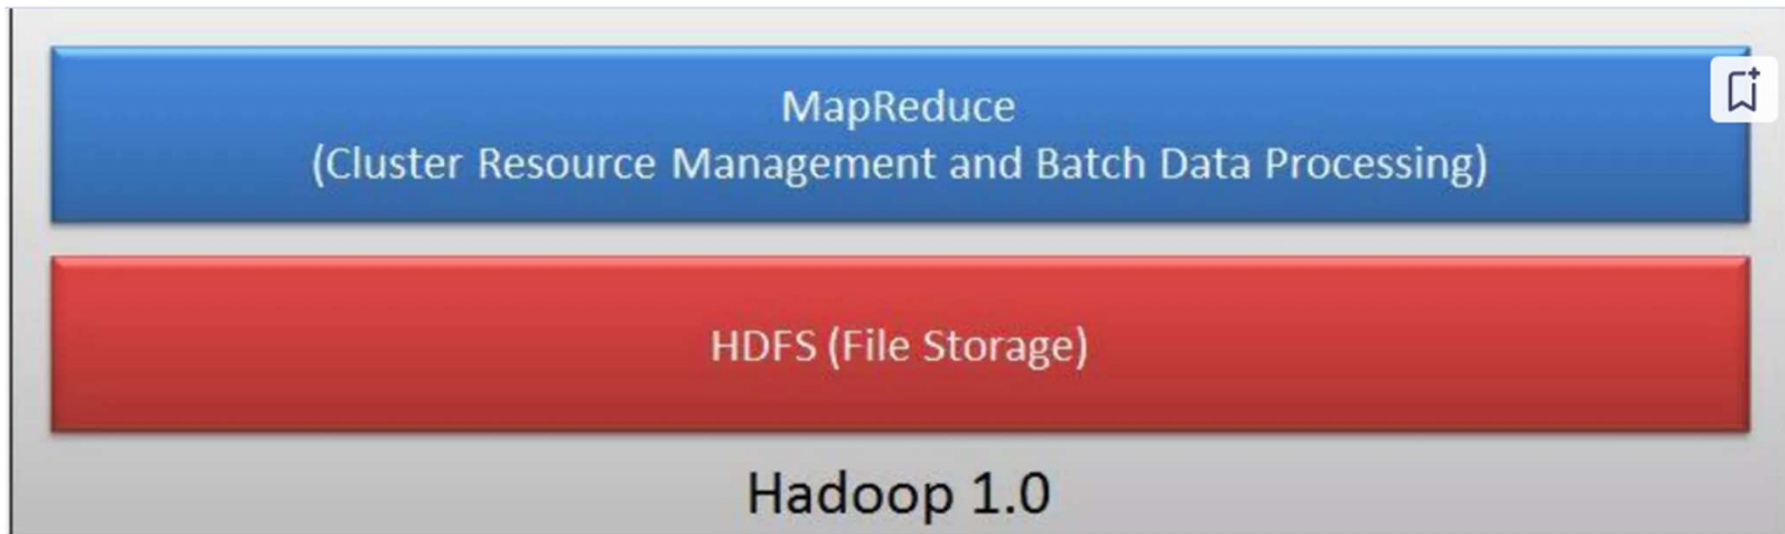 MapReduce
(Cluster Resource Management and Batch Data Processing)
HDFS (File Storage)
Hadoop 1.0